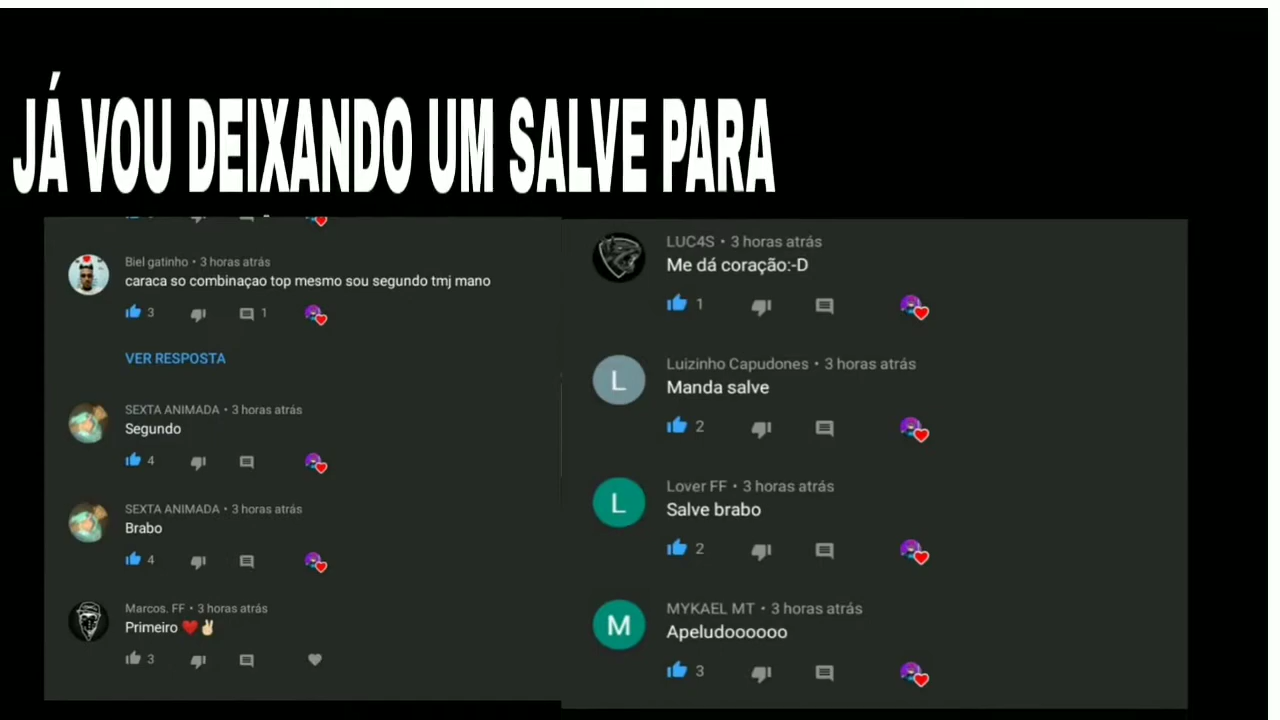 JÁ VOU DEIXANDO UM SALVE PARA
Biel gatinho • 3 horas atrás
caraca so combinaçao top mesmo sou segundo tmj mano
3 1
VER RESPOSTA
SEXTA ANIMADA • 3 horas atrás
Segundo
4
SEXTA ANIMADA • 3 horas atrás
Brabo
4
Marcos. FF • 3 horas atrás
Primeiro ❤️✌🏻
3
LUC4S • 3 horas atrás
Me dá coração:-D
1
L
Luizinho Capudones • 3 horas atrás
Manda salve
2
L
Lover FF • 3 horas atrás
Salve brabo
2
M
MYKAEL MT • 3 horas atrás
Apeludoooooo
3